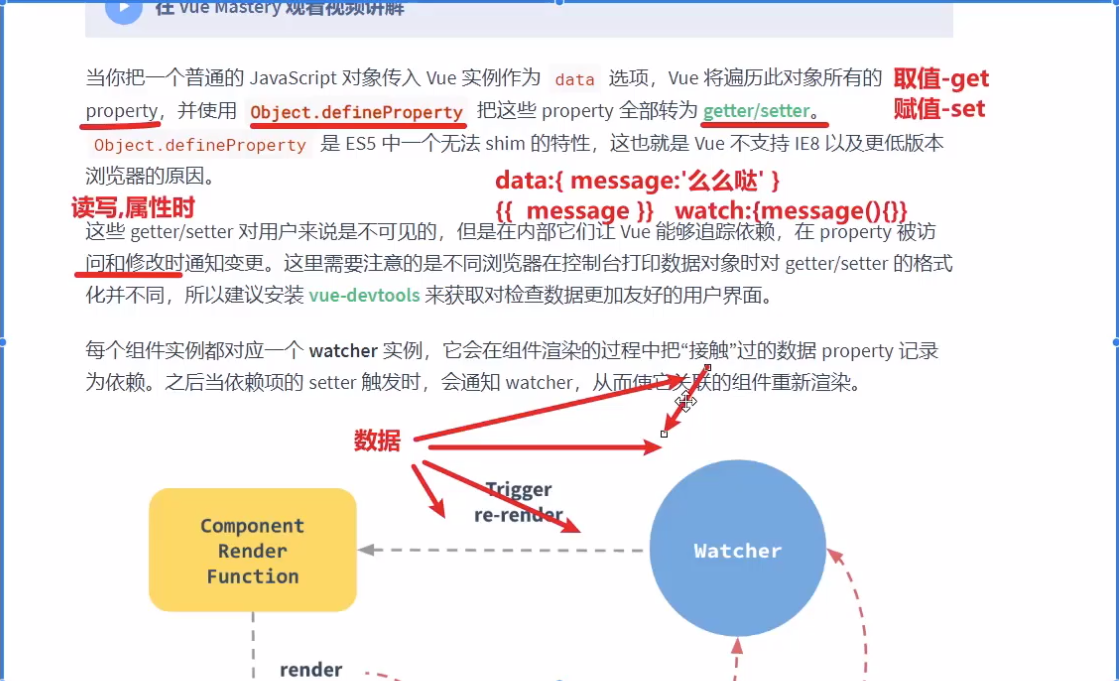 在 Vue Mastery 观看视频讲解
当你把一个普通的 JavaScript 对象传入 Vue 实例作为 data 选项，Vue 将遍历此对象所有的 取值-get
property，并使用 Object.defineProperty 把这些 property 全部转为 getter/setter。 赋值-set
Object.defineProperty 是 ES5 中一个无法 shim 的特性，这也就是 Vue 不支持 IE8 以及更低版本
浏览器的原因。
data:{ message:'么么哒' }
读写,属性时
{{ message }} watch:{message(){}}
这些 getter/setter 对用户来说是不可见的，但是在内部它们让 Vue 能够追踪依赖，在 property 被访
问和修改时通知变更。这里需要注意的是不同浏览器在控制台打印数据对象时对 getter/setter 的格式
化并不同，所以建议安装 vue-devtools 来获取对检查数据更加友好的用户界面。
每个组件实例都对应一个 watcher 实例，它会在组件渲染的过程中把“接触”过的数据 property 记录
为依赖。之后当依赖项的 setter 触发时，会通知 watcher，从而使它关联的组件重新渲染。
数据
Trigger
re-render
Component
Render
Function
Watcher
render